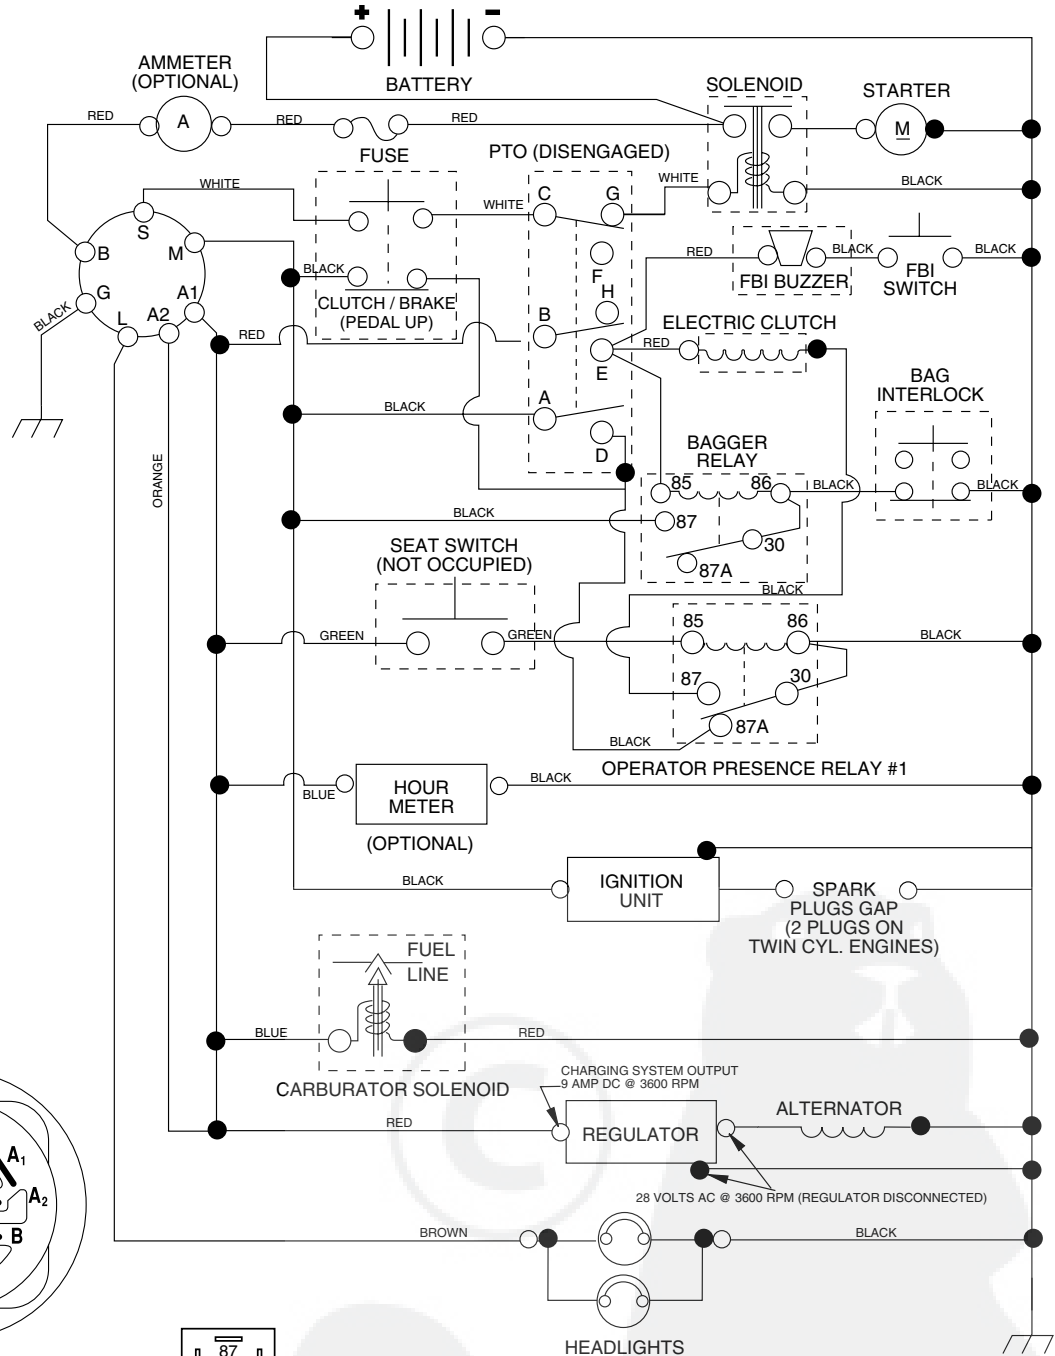 + -
BATTERY
AMMETER
(OPTIONAL)
A
RED
RED
FUSE
RED
SOLENOID
STARTER
M
PTO (DISENGAGED)
WHITE
WHITE
C
G
WHITE
BLACK
S
M
B
G
A1
A2
L
BLACK
BLACK
CLUTCH / BRAKE
(PEDAL UP)
F
H
RED
BLACK
BLACK
FBI BUZZER
FBI
SWITCH
RED
B
E
ELECTRIC CLUTCH
RED
BAG
INTERLOCK
A
BLACK
D
ORANGE
BAGGER
RELAY
85
86
BLACK
BLACK
BLACK
87
30
87A
BLACK
SEAT SWITCH
(NOT OCCUPIED)
GREEN
GREEN
85
86
BLACK
87
30
87A
BLACK
OPERATOR PRESENCE RELAY #1
BLUE
HOUR
METER
BLACK
(OPTIONAL)
BLACK
IGNITION
UNIT
SPARK
PLUGS GAP
(2 PLUGS ON
TWIN CYL. ENGINES)
FUEL
LINE
BLUE
RED
CARBURATOR SOLENOID
CHARGING SYSTEM OUTPUT
9 AMP DC @ 3600 RPM
RED
REGULATOR
ALTERNATOR
28 VOLTS AC @ 3600 RPM (REGULATOR DISCONNECTED)
A1
A2
B
BROWN
BLACK
HEADLIGHTS
87
©